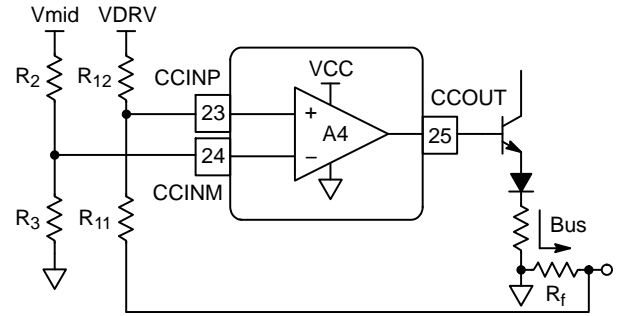 Vmid VDRV
R2 R12 CCINP VCC CCOUT
23 + A4 25
24 −
CCINM
R3 R11 Bus
Rf